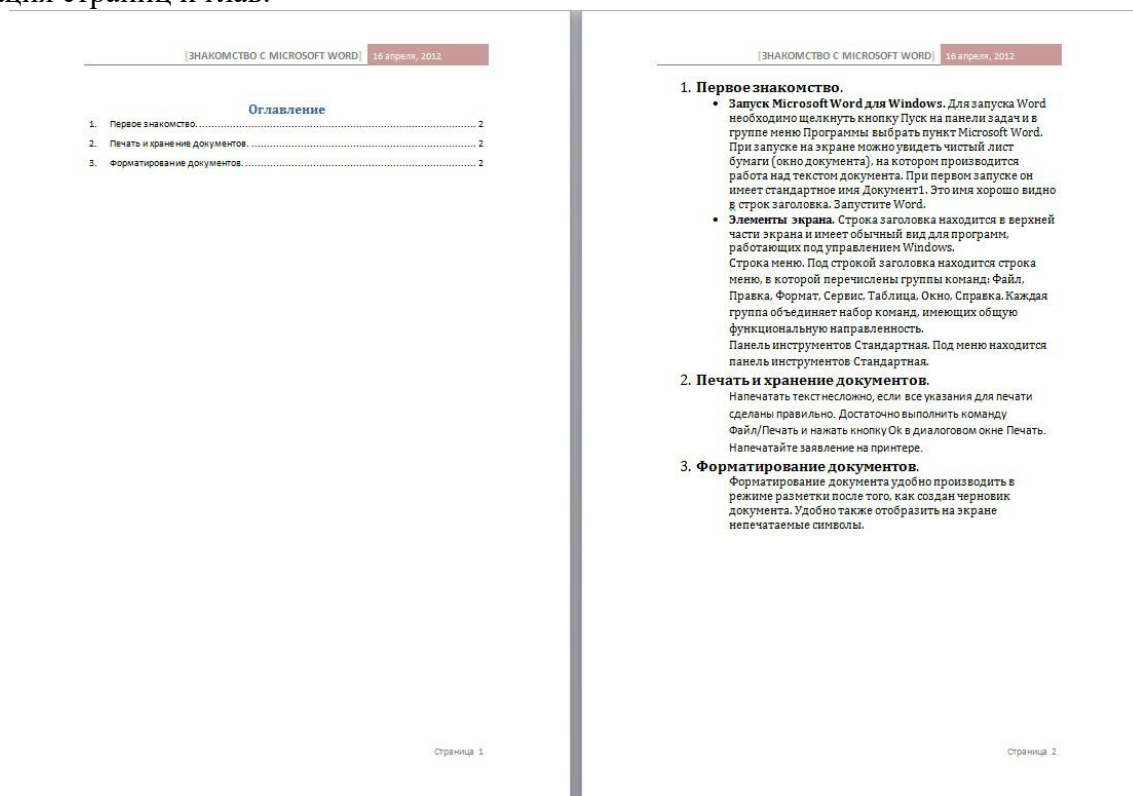 ция страниц и глав.
[ЗНАКОМСТВО С MICROSOFT WORD] 16 апреля, 2012
Оглавление
1. Первое знакомство. 2
2. Печать и хранение документов. 2
3. Форматирование документов. 2
Страница 1
[ЗНАКОМСТВО С MICROSOFT WORD] 16 апреля, 2012
1. Первое знакомство.
• Запуск Microsoft Word для Windows. Для запуска Word
необходимо щелкнуть кнопку Пуск на панели задач и в
группе меню Программы выбрать пункт Microsoft Word.
При запуске на экране можно увидеть чистый лист
бумаги (окно документа), на котором производится
работа над текстом документа. При первом запуске он
имеет стандартное имя Документ1. Это имя хорошо видно
в строк заголовка. Запустите Word.
• Элементы экрана. Строка заголовка находится в верхней
части экрана и имеет обычный вид для программ,
работающих под управлением Windows.
Строка меню. Под строкой заголовка находится строка
меню, в которой перечислены группы команд: Файл,
Правка, Формат, Сервис, Таблица, Окно, Справка. Каждая
группа объединяет набор команд, имеющих общую
функциональную направленность.
Панель инструментов Стандартная. Под меню находится
панель инструментов Стандартная.
2. Печать и хранение документов.
Напечатать текст несложно, если все указания для печати
сделаны правильно. Достаточно выполнить команду
Файл/Печать и нажать кнопку Ok в диалоговом окне Печать.
Напечатайте заявление на принтере.
3. Форматирование документов.
Форматирование документа удобно производить в
режиме разметки после того, как создан черновик
документа. Удобно также отобразить на экране
непечатаемые символы.
Страница 2